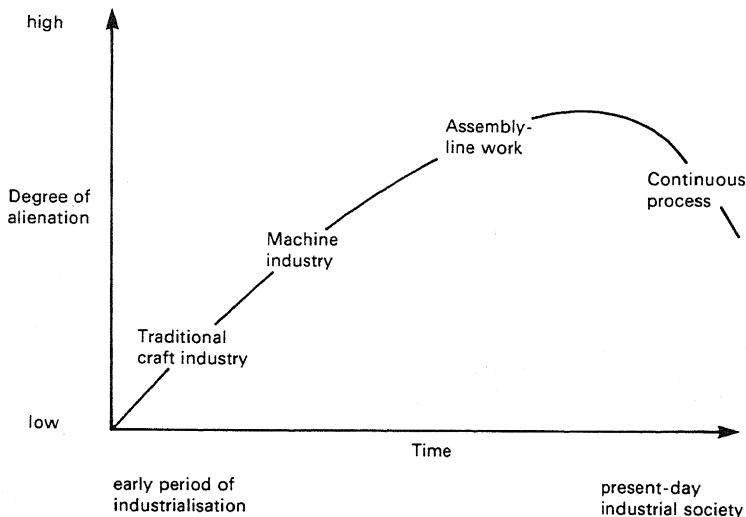 high
Assembly-
line work
Continuous
process
Degree of
alienation
Machine
industry
Traditional
craft industry
low
Time
early period of
industrialisation
present-day
industrial society